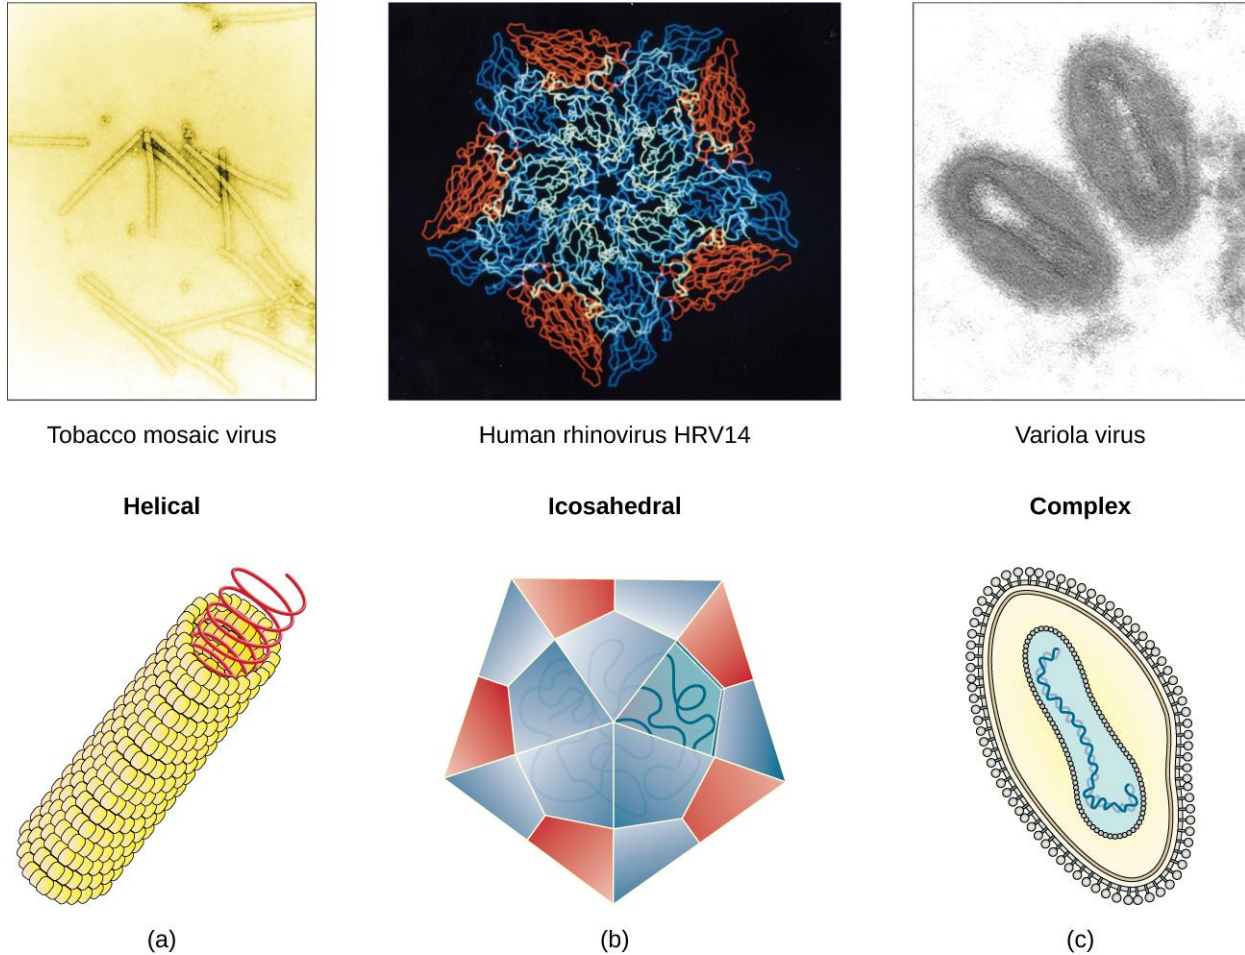 Tobacco mosaic virus
Human rhinovirus HRV14
Variola virus
Helical
Icosahedral
Complex
(a)
(b)
(c)